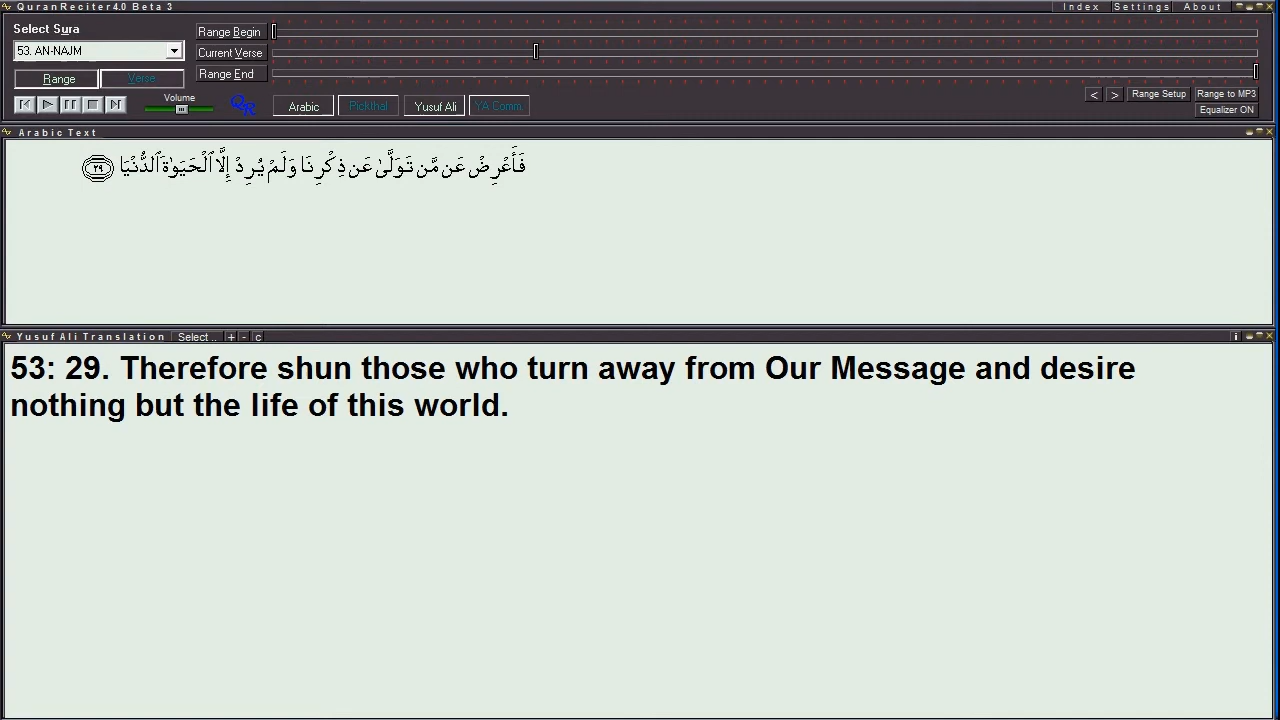 QuranReciter4.0 Beta 3
Index Settings About
Select Sura
53. AN-NAJM
Range Verse
Range Begin
Current Verse
Range End
Volume
QR
Arabic Pickthal Yusuf Ali YA Comm.
< > Range Setup Range to MP3
Equalizer ON
Arabic Text
فَأَعْرِضْ عَن مَّن تَوَلَّىٰ عَن ذِكْرِنَا وَلَمْ يُرِدْ إِلَّا ٱلْحَيَوٰةَ ٱلدُّنْيَا ٢٩
Yusuf Ali Translation Select .. + - c i
53: 29. Therefore shun those who turn away from Our Message and desire
nothing but the life of this world.